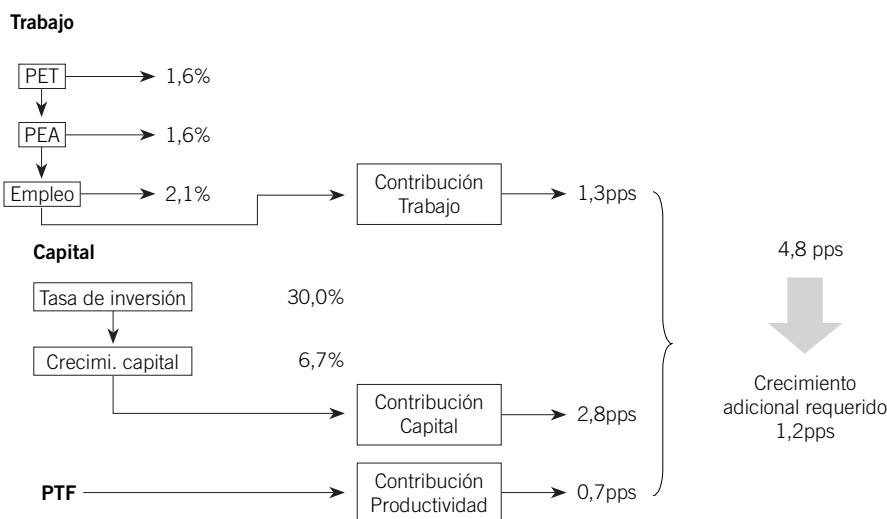 Trabajo
PET 1,6%
PEA 1,6%
Empleo 2,1%
Contribución
Trabajo
1,3pps
Capital
Tasa de inversión 30,0%
Crecimi. capital 6,7%
Contribución
Capital
2,8pps
PTF
Contribución
Productividad
0,7pps
4,8 pps
Crecimiento
adicional requerido
1,2pps